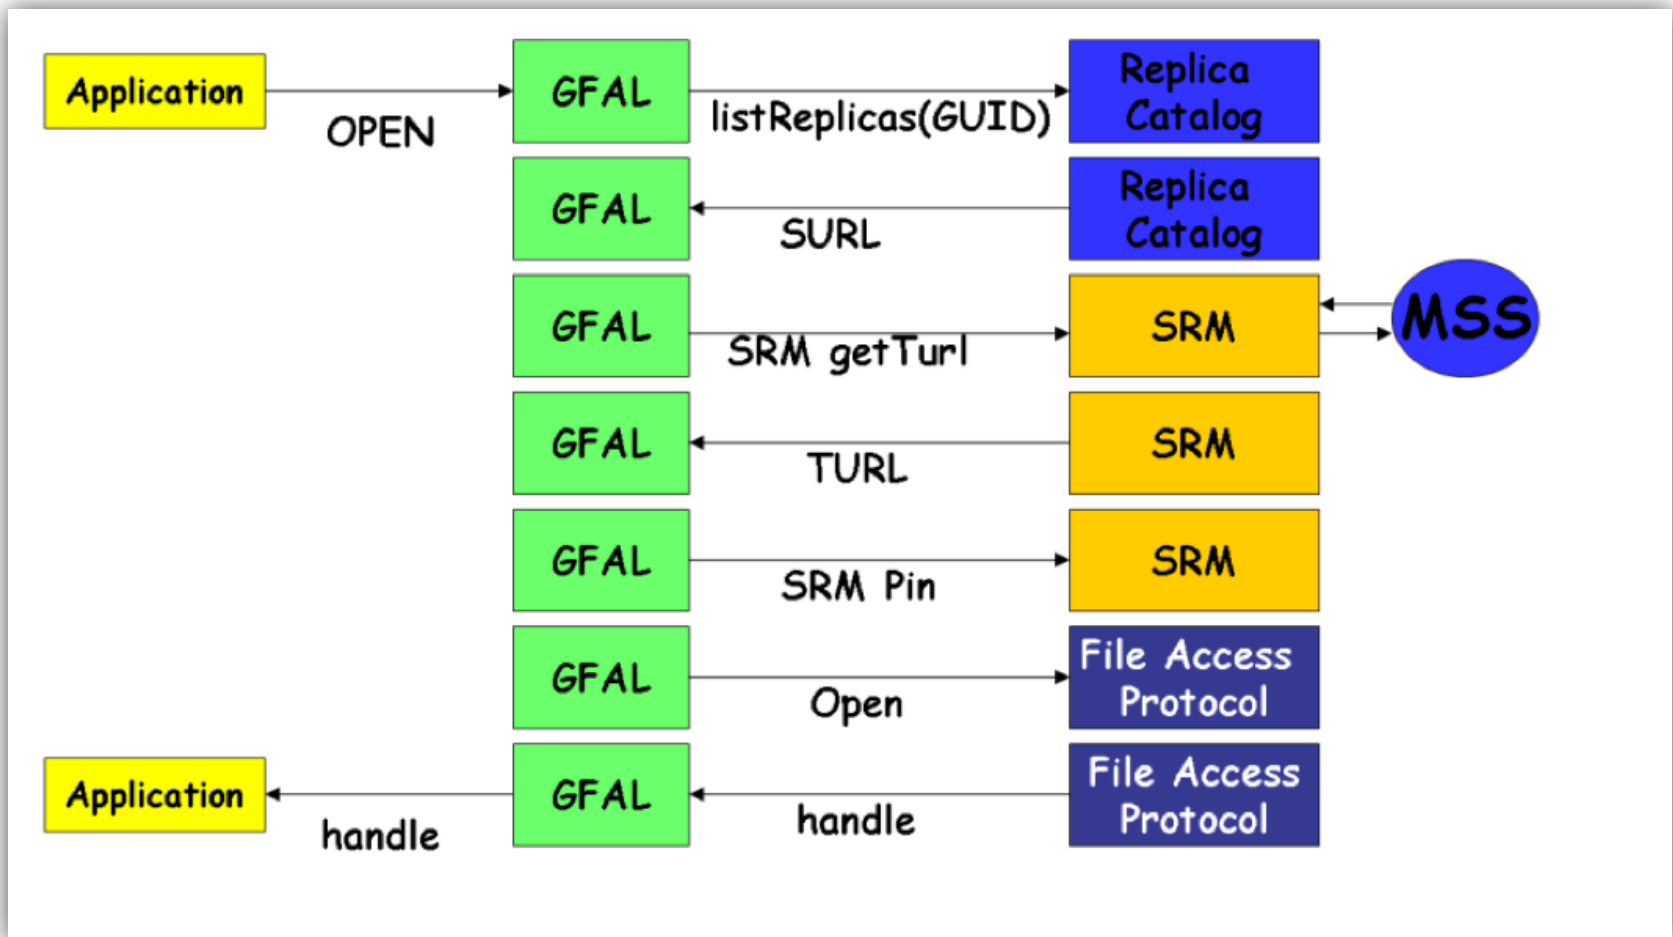 Application
OPEN
GFAL
listReplicas(GUID)
Replica
Catalog
GFAL
SURL
Replica
Catalog
GFAL
SRM getTurl
SRM
MSS
GFAL
TURL
SRM
GFAL
SRM Pin
SRM
GFAL
Open
File Access
Protocol
Application
handle
GFAL
handle
File Access
Protocol